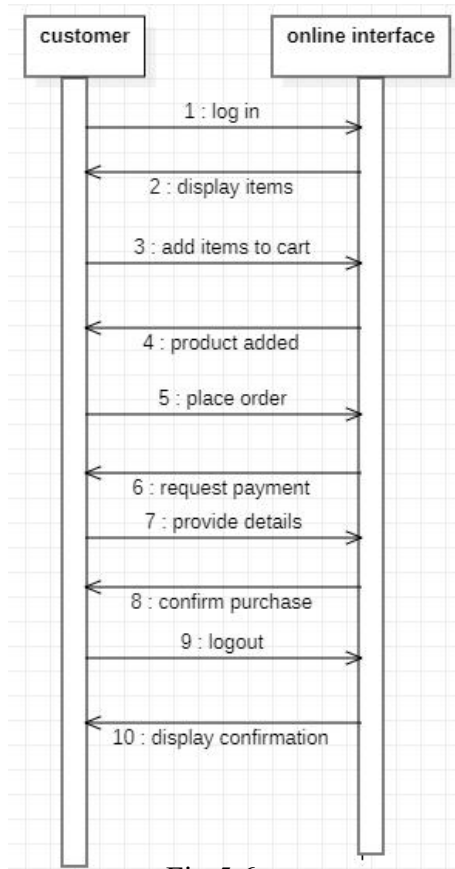 customer
online interface
1 : log in
2 : display items
3 : add items to cart
4 : product added
5 : place order
6 : request payment
7 : provide details
8 : confirm purchase
9 : logout
10 : display confirmation